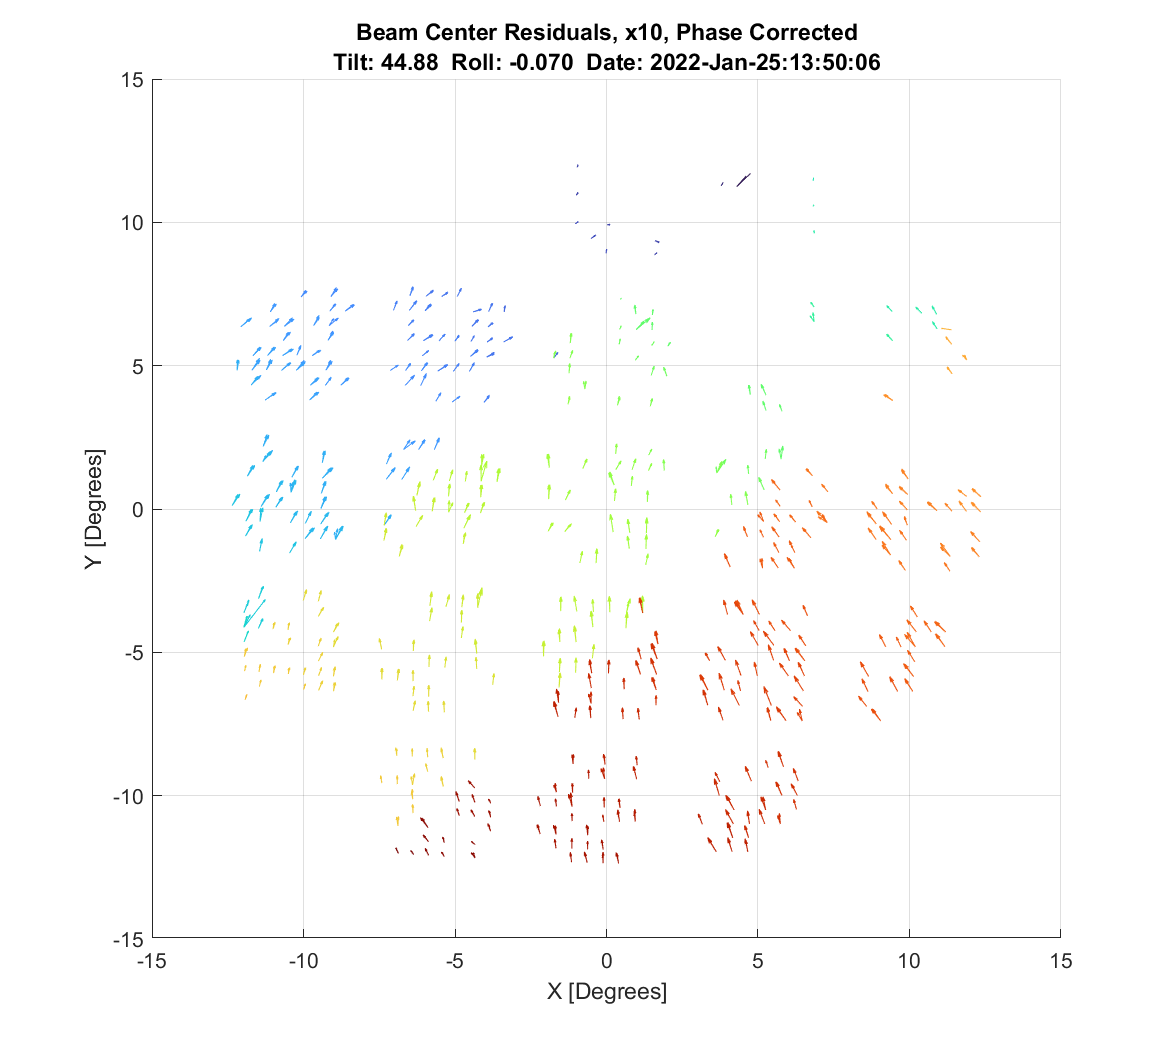 Beam Center Residuals, x10, Phase Corrected
Tilt: 44.88 Roll: -0.070 Date: 2022-Jan-25:13:50:06
15
10
5
0
-5
-10
-15
Y [Degrees]
-15 -10 -5 0 5 10 15
X [Degrees]